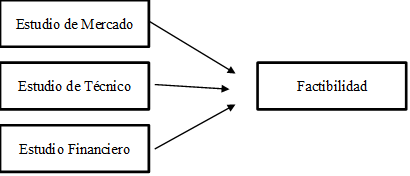 Estudio de Mercado
Estudio de Técnico
Factibilidad
Estudio Financiero